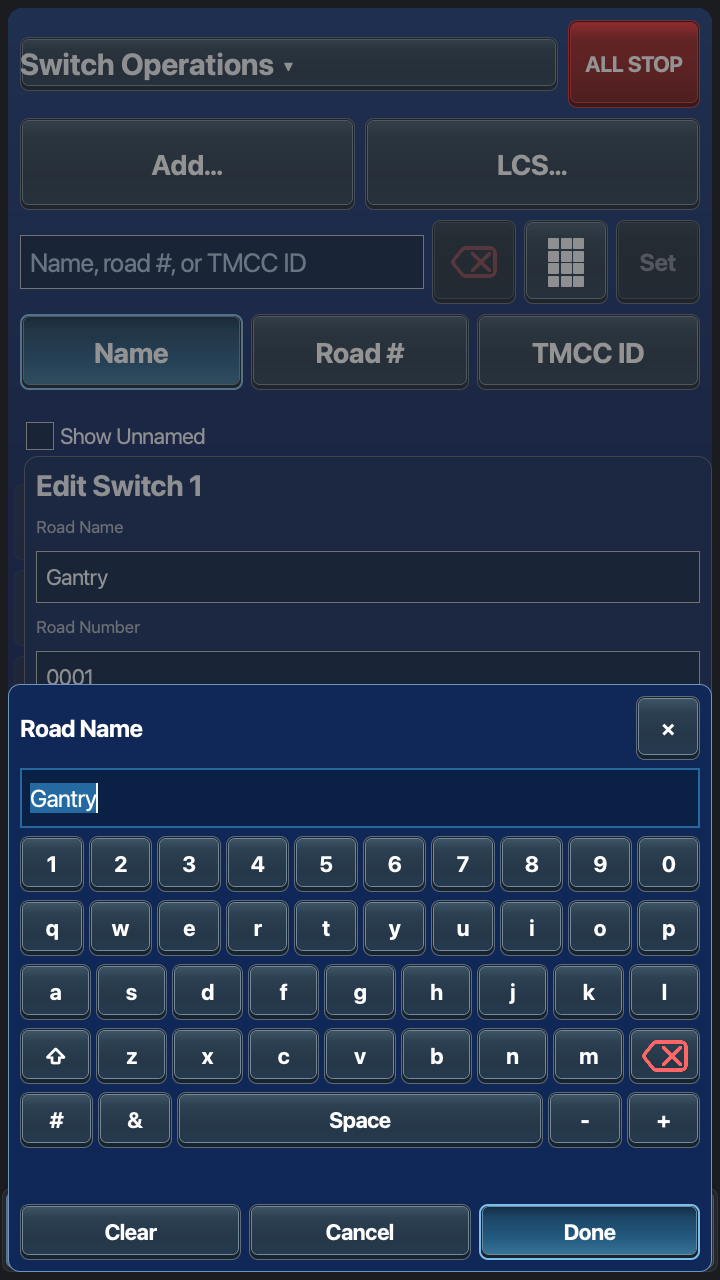 Switch Operations ▾
ALL STOP
Add...
LCS...
Name, road #, or TMCC ID
Set
Name
Road #
TMCC ID
Show Unnamed
Edit Switch 1
Road Name
Gantry
Road Number
0001
Road Name
×
Gantry
1 2 3 4 5 6 7 8 9 0
q w e r t y u i o p
a s d f g h j k l
z x c v b n m
# & Space - +
Clear
Cancel
Done